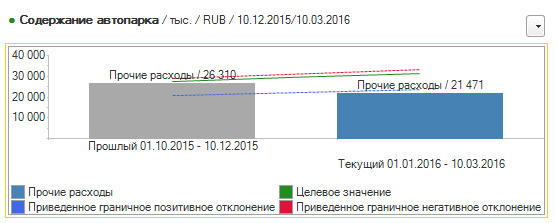 Содержание автопарка / тыс. / RUB / 10.12.2015/10.03.2016
40 000
30 000
20 000
10 000
Прочие расходы / 26 310
Прочие расходы / 21 471
Прошлый 01.10.2015 - 10.12.2015
Текущий 01.01.2016 - 10.03.2016
Прочие расходы
Целевое значение
Приведенное граничное позитивное отклонение
Приведенное граничное негативное отклонение